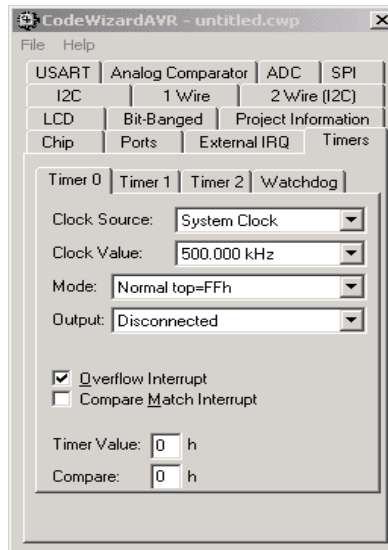 CodeWizardAVR - untitled.cwp
File Help
USART Analog Comparator ADC SPI
I2C 1 Wire 2 Wire (I2C)
LCD Bit-Banged Project Information
Chip Ports External IRQ Timers
Timer 0 Timer 1 Timer 2 Watchdog
Clock Source: System Clock
Clock Value: 500.000 kHz
Mode: Normal top=FFh
Output: Disconnected
Overflow Interrupt
Compare Match Interrupt
Timer Value: 0 h
Compare: 0 h